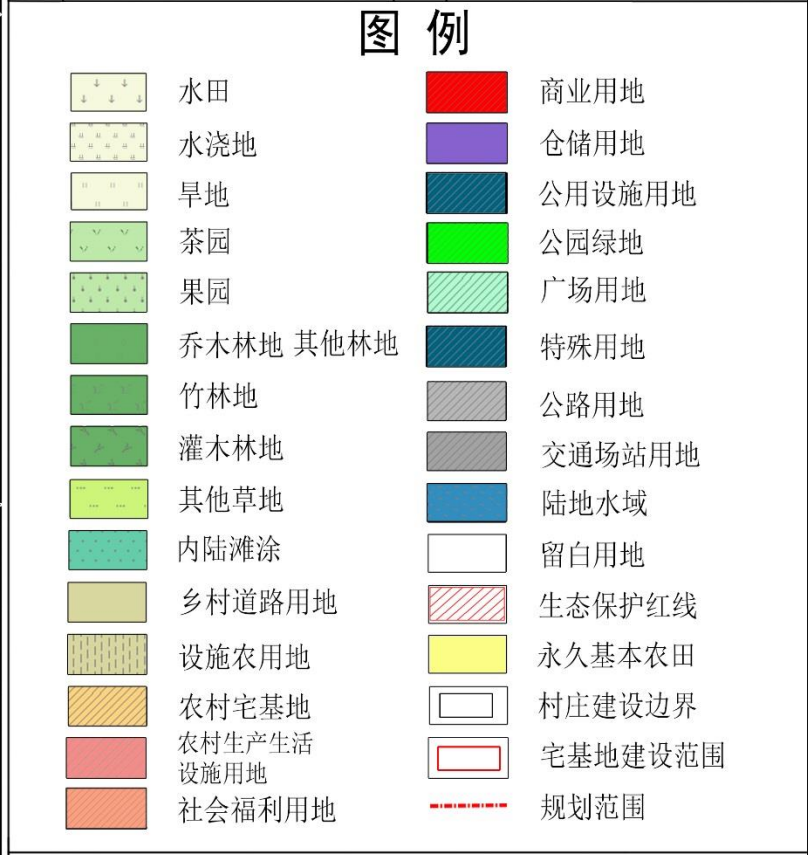 图 例
水田
水浇地
旱地
茶园
果园
乔木林地 其他林地
竹林地
灌木林地
其他草地
内陆滩涂
乡村道路用地
设施农用地
农村宅基地
农村生产生活
设施用地
社会福利用地
商业用地
仓储用地
公用设施用地
公园绿地
广场用地
特殊用地
公路用地
交通场站用地
陆地水域
留白用地
生态保护红线
永久基本农田
村庄建设边界
宅基地建设范围
规划范围